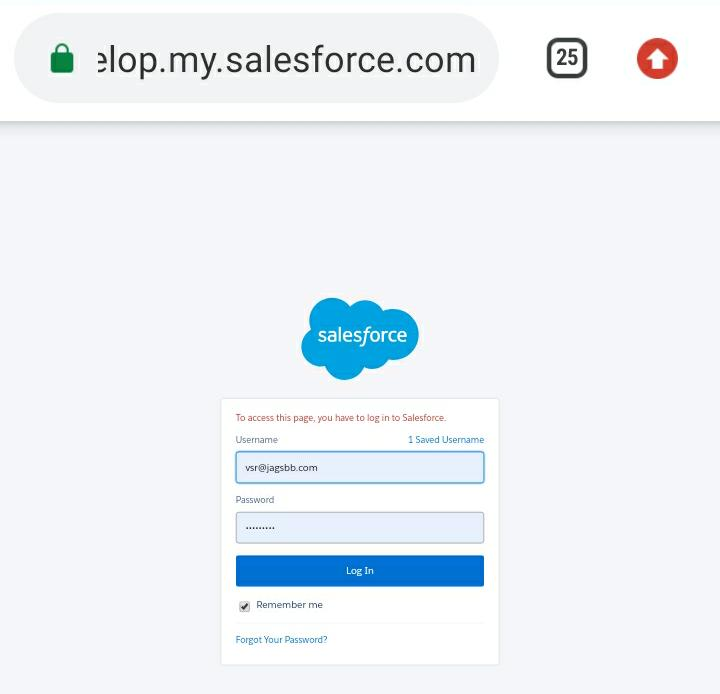 elop.my.salesforce.com
25
salesforce
To access this page, you have to log in to Salesforce.
Username 1 Saved Username
vsr@jagsbb.com
Password
•••••••••
Log In
Remember me
Forgot Your Password?